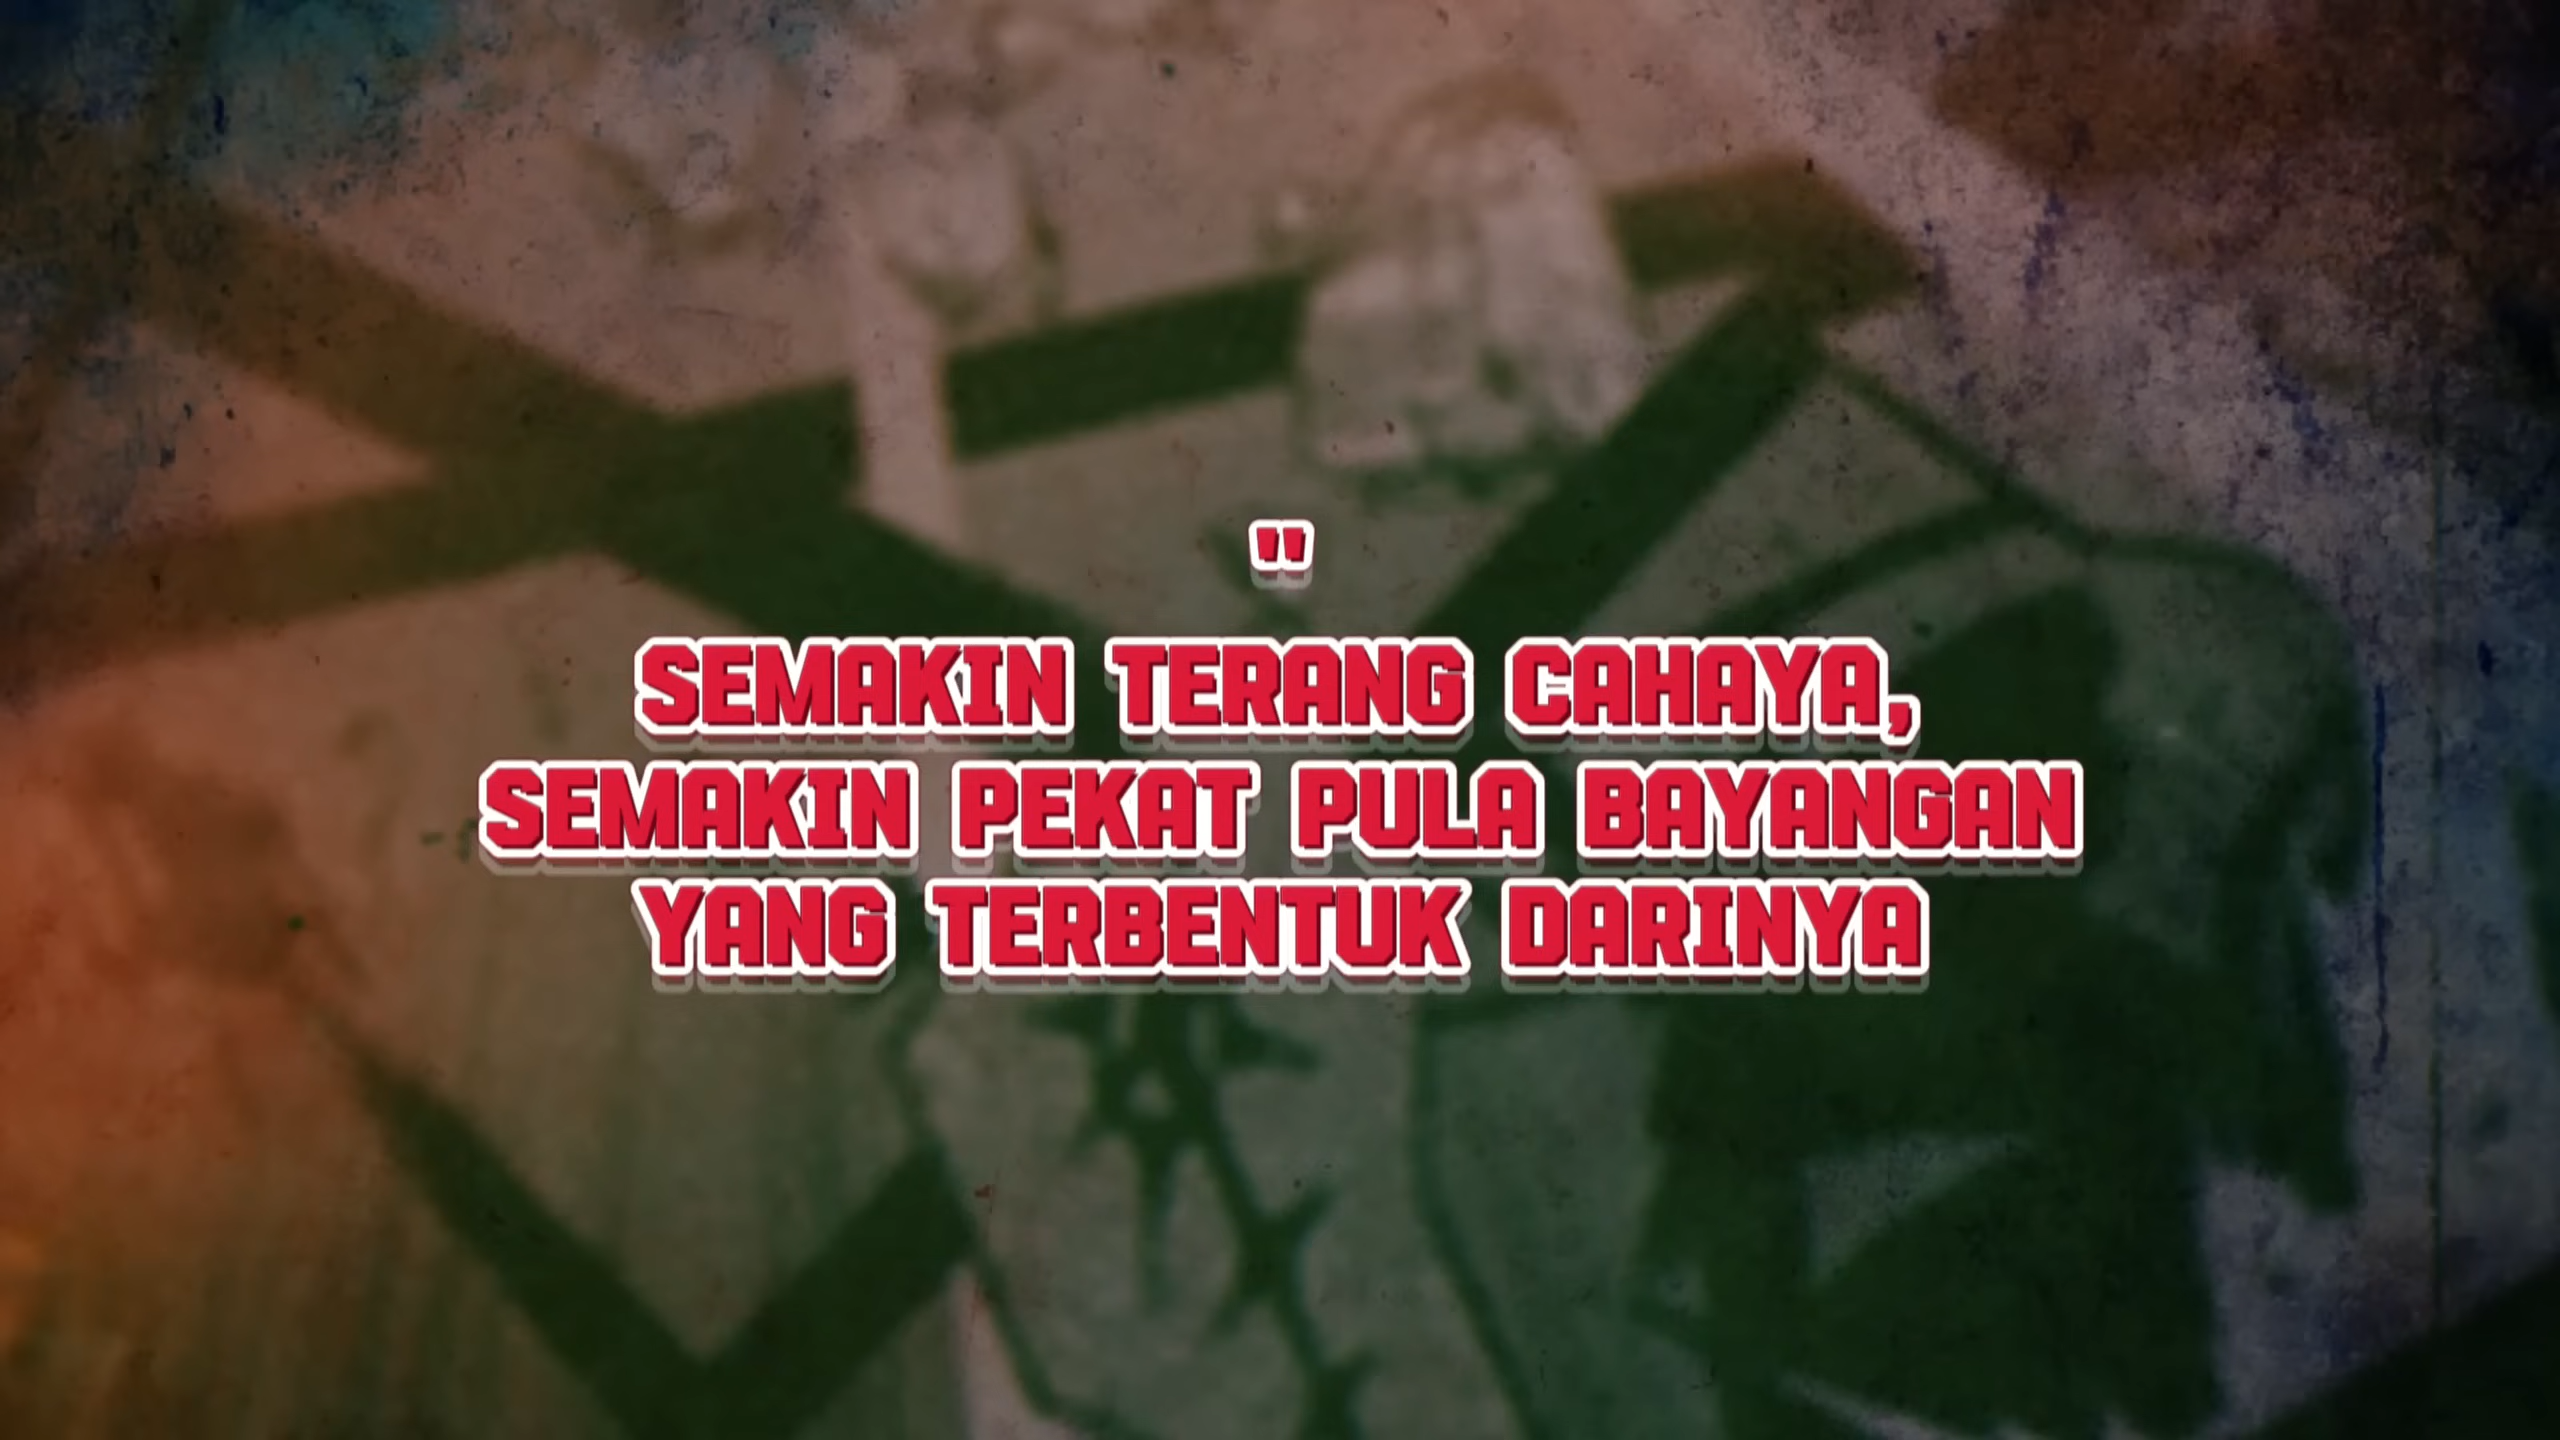 "
SEMAKIN TERANG CAHAYA,
SEMAKIN PEKAT PULA BAYANGAN
YANG TERBENTUK DARINYA